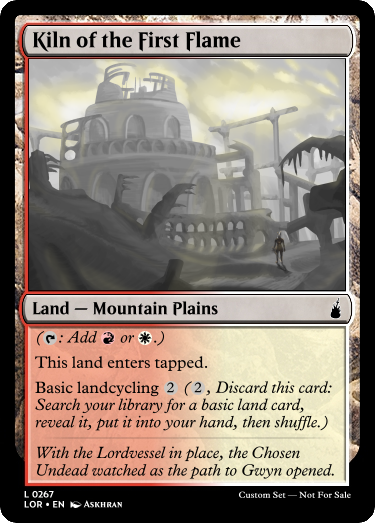 Kiln of the First Flame
Land — Mountain Plains
(: Add or .)
This land enters tapped.
Basic landcycling 2 (2, Discard this card:
Search your library for a basic land card,
reveal it, put it into your hand, then shuffle.)
With the Lordvessel in place, the Chosen
Undead watched as the path to Gwyn opened.
L 0267
LOR • EN Askhran
Custom Set — Not For Sale